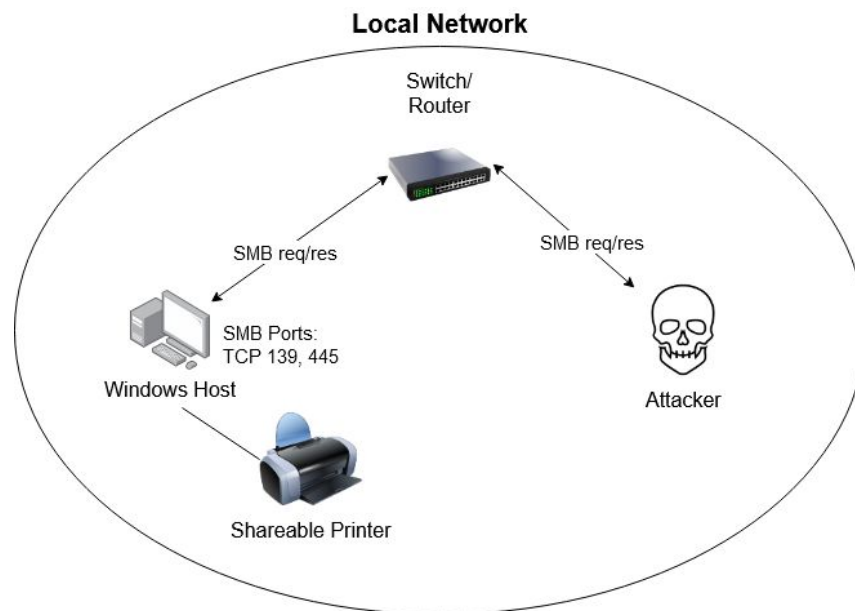 Local Network
Switch/
Router
SMB req/res
SMB req/res
SMB Ports:
TCP 139, 445
Windows Host
Attacker
Shareable Printer